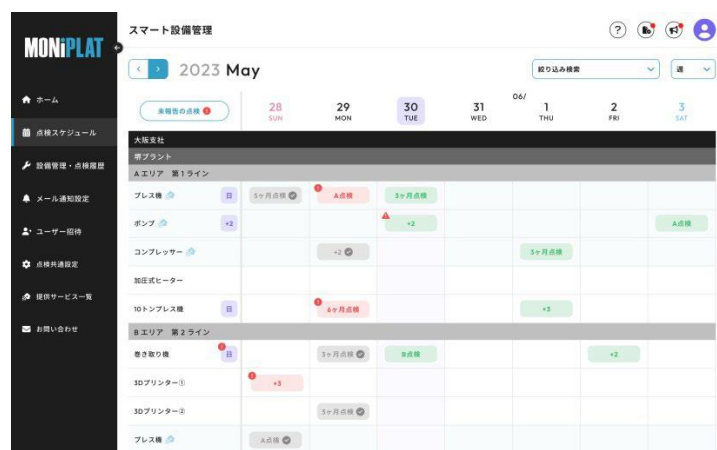 MONiPLAT
スマート設備管理
?
< > 2023 May
絞り込み検索
週
ホーム
点検スケジュール
設備管理・点検履歴
メール通知設定
ユーザー招待
点検共通設定
提供サービス一覧
お問い合わせ
未報告の点検 !
28 SUN
29 MON
30 TUE
31 WED
06/ 1 THU
2 FRI
3 SAT
大阪支社
堺プラント
Aエリア 第1ライン
プレス機 日 5ヶ月点検 A点検 3ヶ月点検
ポンプ +2 +2 A点検
コンプレッサー +2 3ヶ月点検
加圧式ヒーター
10トンプレス機 日 6ヶ月点検 +3
Bエリア 第2ライン
巻き取り機 日 3ヶ月点検 B点検 +2
3Dプリンター① +3
3Dプリンター② 3ヶ月点検
プレス機 A点検